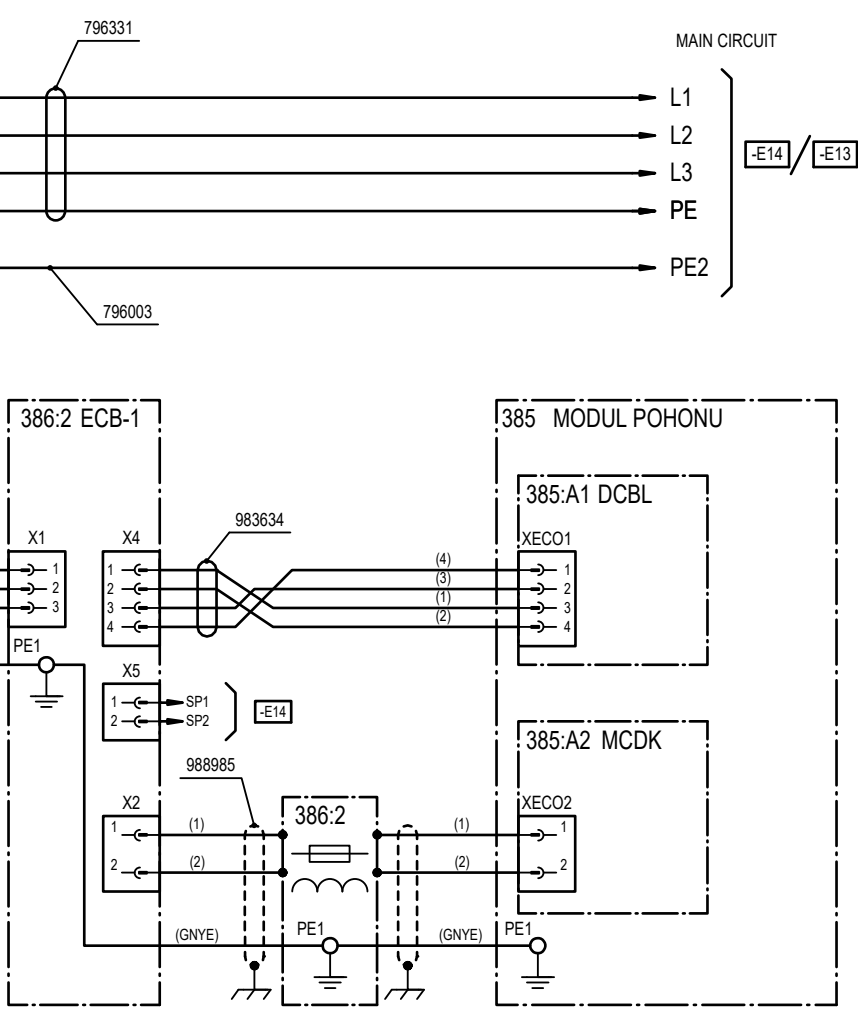 796331
MAIN CIRCUIT
L1
L2
-E14 -E13
L3
PE
PE2
796003
386:2 ECB-1
385 MODUL POHONU
385:A1 DCBL
983634
X1
X4
XECO1
1
2
3
1
2
3
4
(4)
(3)
(1)
(2)
1
2
3
4
PE1
X5
1
2
SP1
SP2
-E14
385:A2 MCDK
988985
X2
386:2
XECO2
1
2
(1)
(2)
(1)
(2)
1
2
(GNYE)
PE1
(GNYE)
PE1